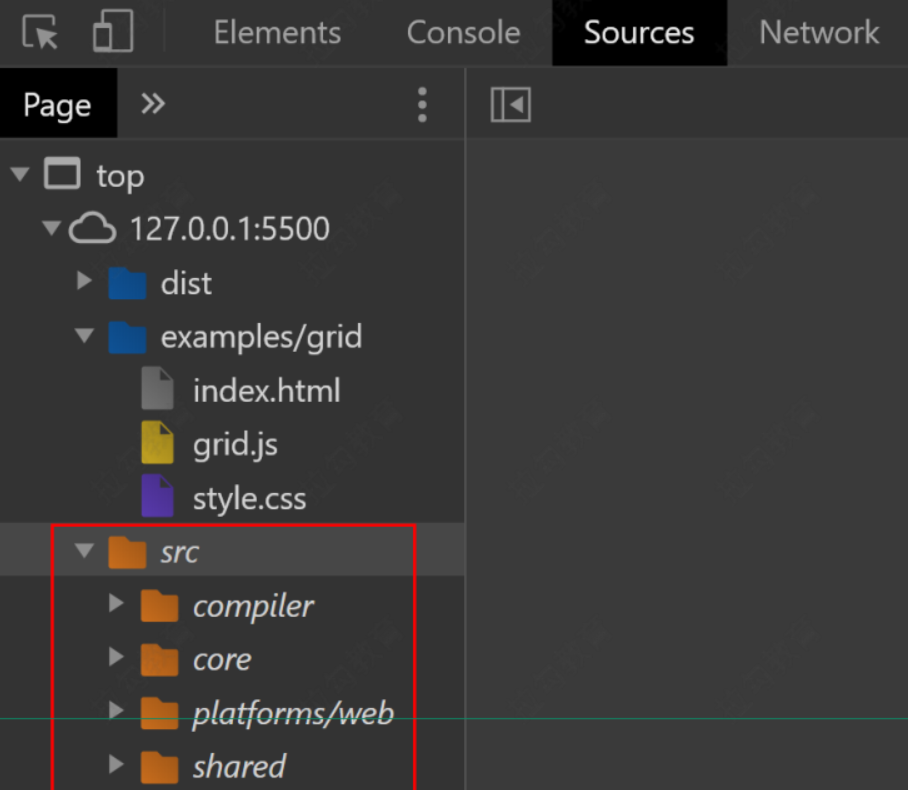 Elements Console Sources Network
Page
top
127.0.0.1:5500
dist
examples/grid
index.html
grid.js
style.css
src
compiler
core
platforms/web
shared